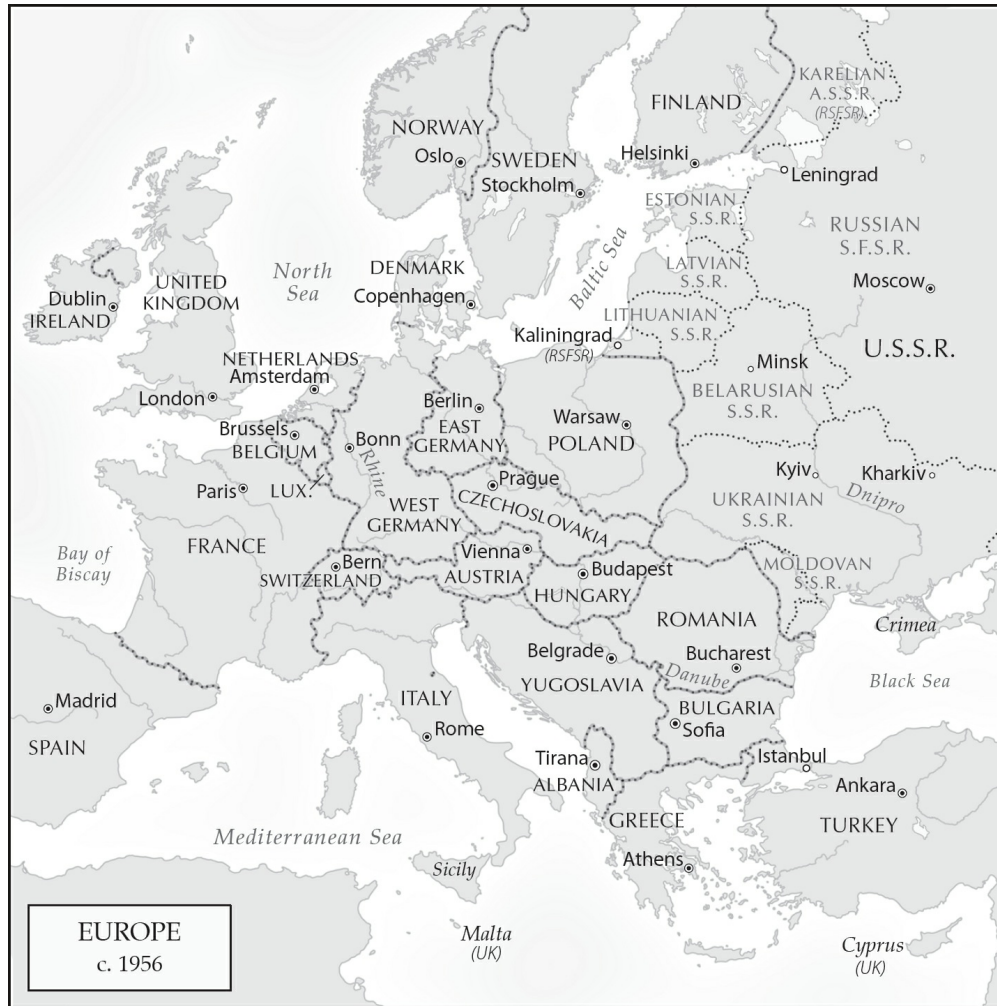 KARELIAN
A.S.S.R.
(RSFSR)
FINLAND
NORWAY
Oslo
SWEDEN
Helsinki
Stockholm
Leningrad
ESTONIAN
S.S.R.
RUSSIAN
S.F.S.R.
North
Sea
DENMARK
Baltic Sea
LATVIAN
S.S.R.
Moscow
UNITED
KINGDOM
Dublin
IRELAND
Copenhagen
LITHUANIAN
S.S.R.
Kaliningrad
(RSFSR)
U.S.S.R.
NETHERLANDS
Amsterdam
Minsk
BELARUSIAN
S.S.R.
London
Berlin
EAST
GERMANY
Warsaw
POLAND
Brussels
BELGIUM
Bonn
Rhine
Kyiv
Kharkiv
Paris
LUX.
Prague
CZECHOSLOVAKIA
Dnipro
UKRAINIAN
S.S.R.
WEST
GERMANY
FRANCE
Bay of
Biscay
Bern
SWITZERLAND
Vienna
AUSTRIA
Budapest
HUNGARY
MOLDOVAN
S.S.R.
ROMANIA
Crimea
Belgrade
Bucharest
Danube
YUGOSLAVIA
Black Sea
Madrid
SPAIN
ITALY
Rome
BULGARIA
Sofia
Tirana
ALBANIA
Istanbul
Ankara
TURKEY
GREECE
Mediterranean Sea
Athens
Sicily
EUROPE
c. 1956
Malta
(UK)
Cyprus
(UK)